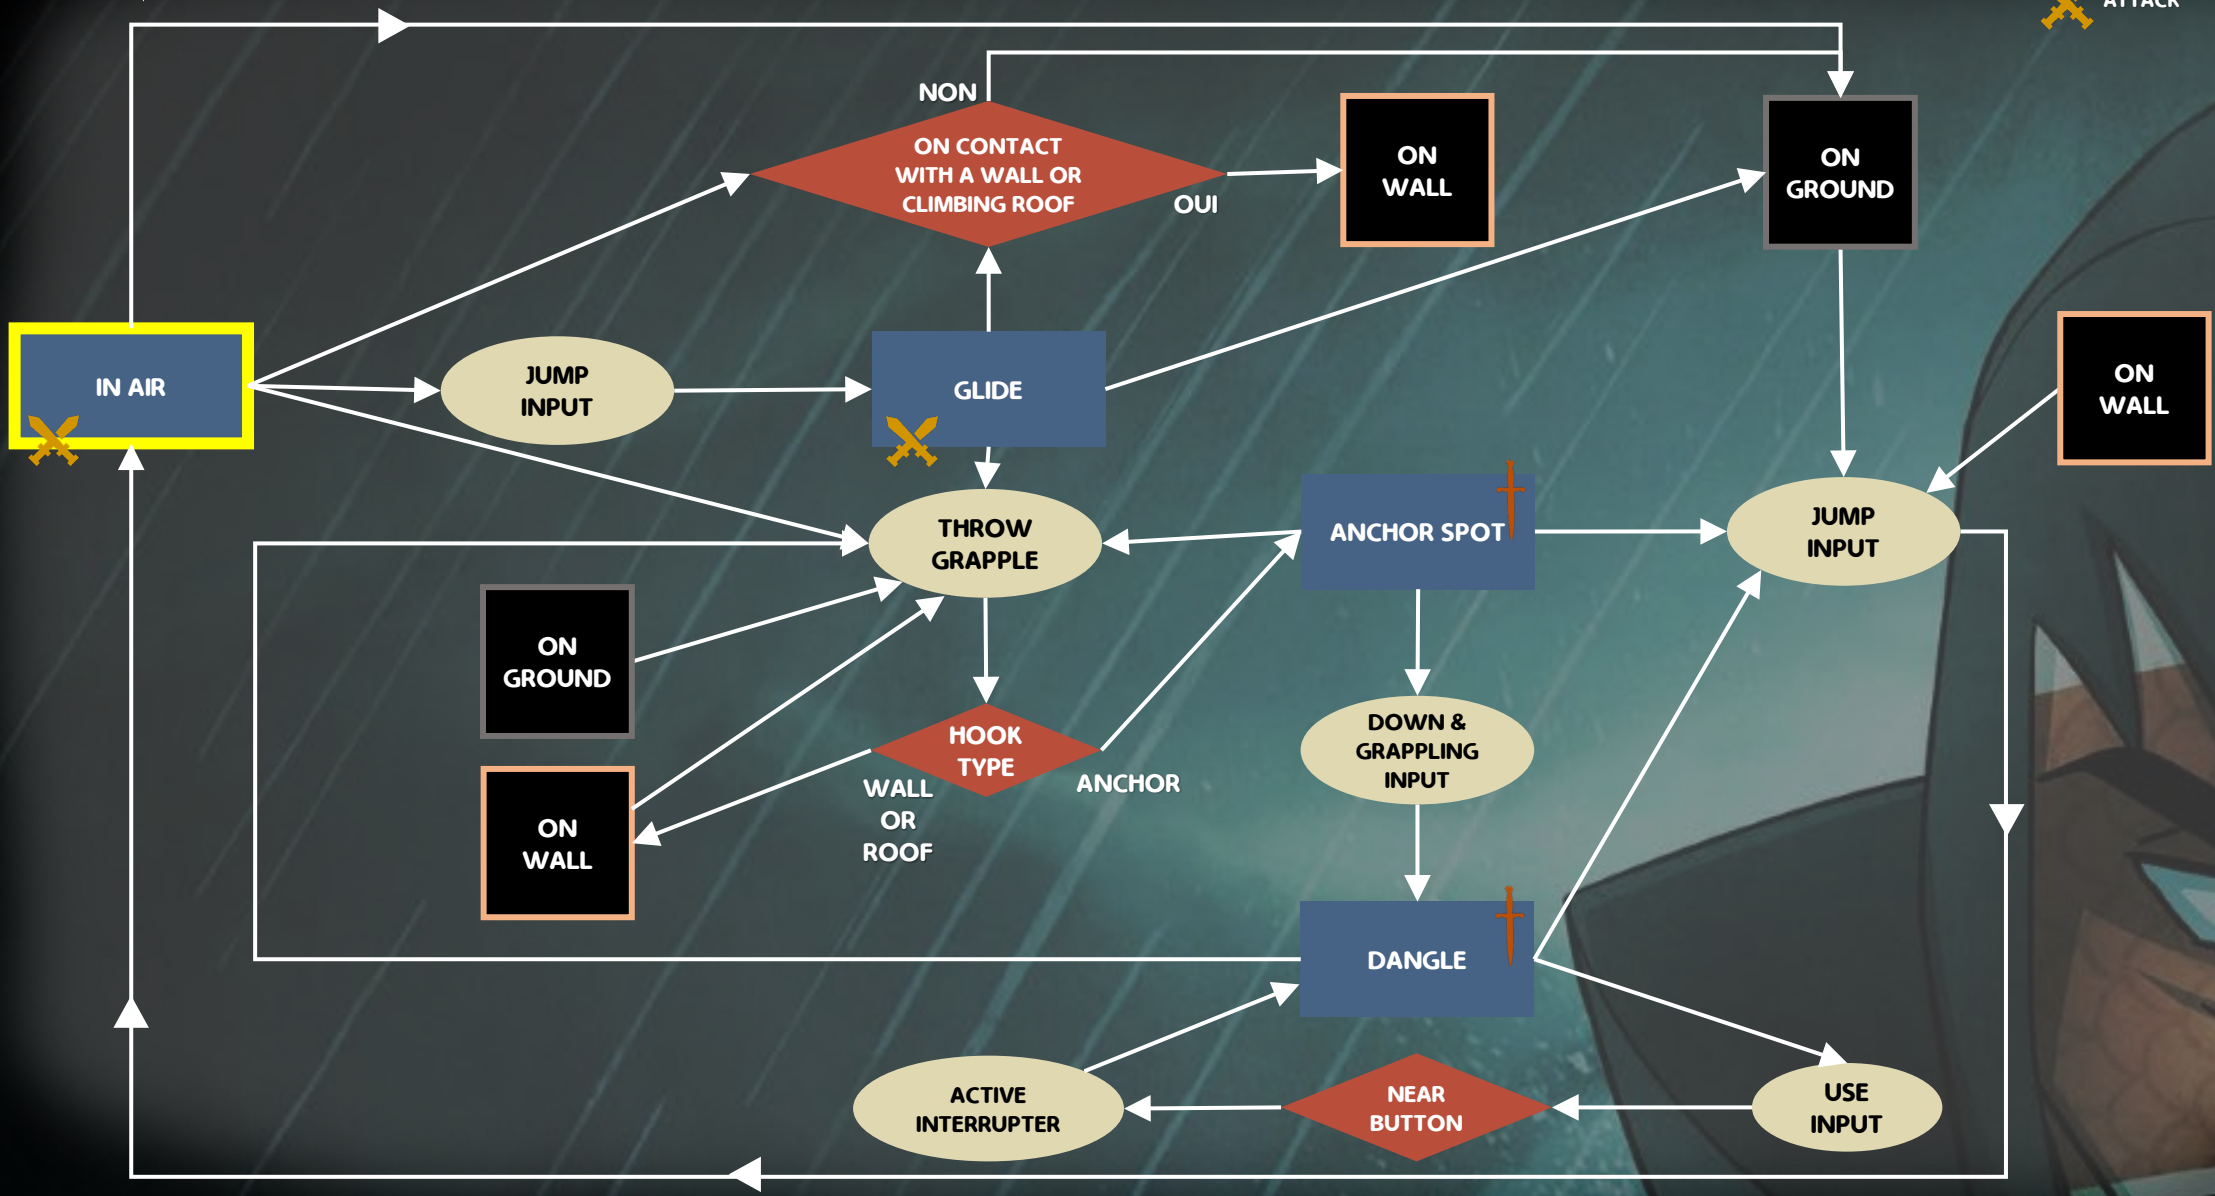 ATTACK
NON
ON CONTACT
WITH A WALL OR
CLIMBING ROOF
OUI
ON
WALL
ON
GROUND
IN AIR
JUMP
INPUT
GLIDE
ON
WALL
THROW
GRAPPLE
ANCHOR SPOT
JUMP
INPUT
ON
GROUND
HOOK
TYPE
WALL
OR
ROOF
ANCHOR
DOWN &
GRAPPLING
INPUT
ON
WALL
DANGLE
ACTIVE
INTERRUPTER
NEAR
BUTTON
USE
INPUT